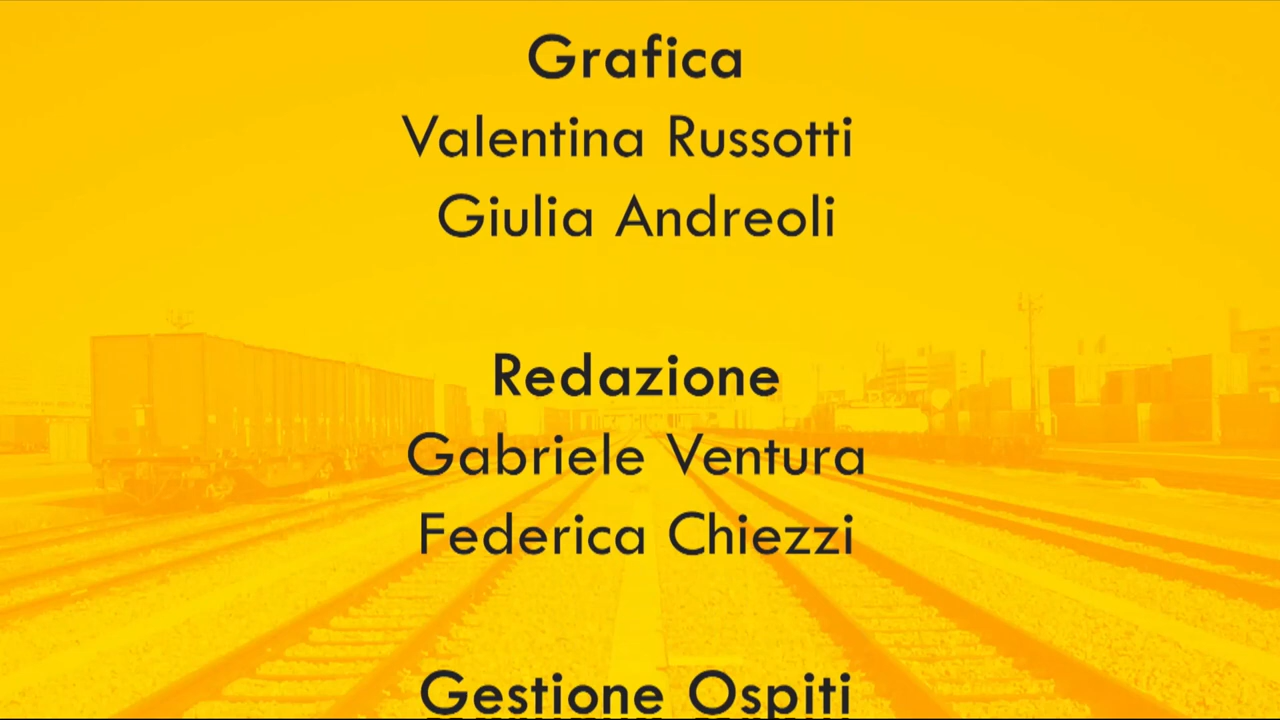 Grafica
Valentina Russotti
Giulia Andreoli
Redazione
Gabriele Ventura
Federica Chiezzi
Gestione Ospiti